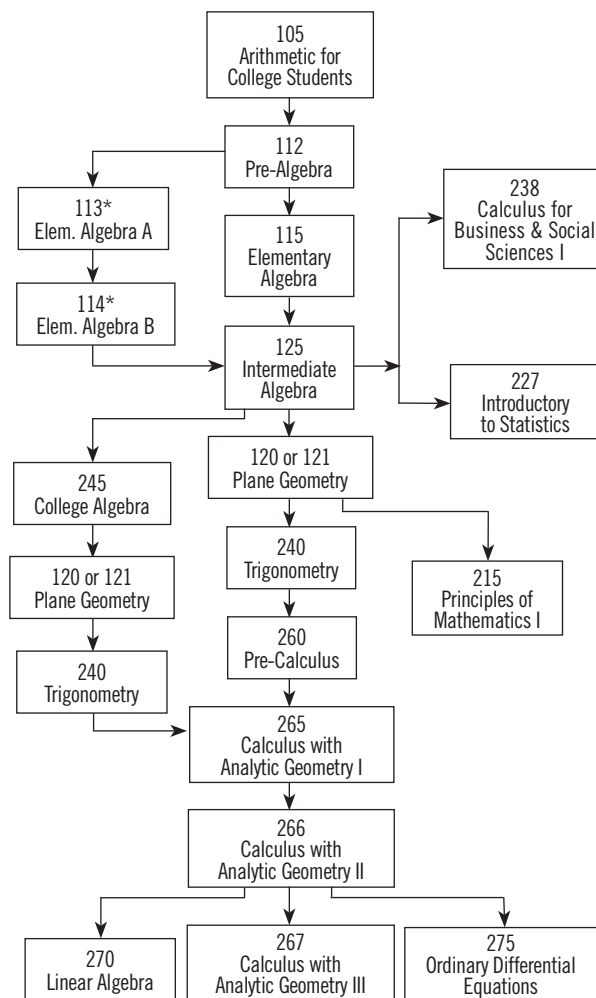 105
Arithmetic for
College Students
112
Pre-Algebra
113*
Elem. Algebra A
115
Elementary
Algebra
238
Calculus for
Business & Social
Sciences I
114*
Elem. Algebra B
125
Intermediate
Algebra
227
Introductory
to Statistics
245
College Algebra
120 or 121
Plane Geometry
240
Trigonometry
215
Principles of
Mathematics I
120 or 121
Plane Geometry
260
Pre-Calculus
240
Trigonometry
265
Calculus with
Analytic Geometry I
266
Calculus with
Analytic Geometry II
270
Linear Algebra
267
Calculus with
Analytic Geometry III
275
Ordinary Differential
Equations